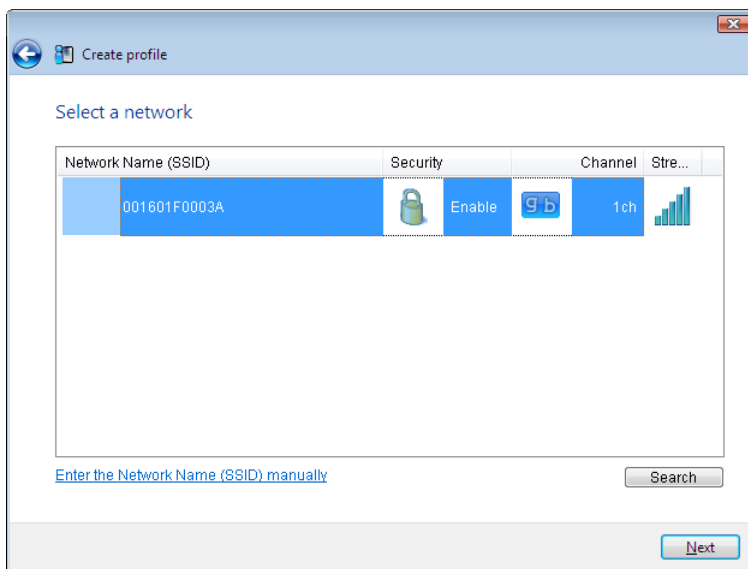 Create profile
Select a network
Network Name (SSID) Security Channel Stre...
001601F0003A Enable g b 1ch
Enter the Network Name (SSID) manually Search
Next